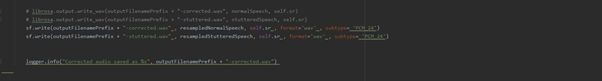 # librosa.output.write_wav(outputFilenamePrefix + "-corrected.wav", normalSpeech, self.sr)
# librosa.output.write_wav(outputFilenamePrefix + "-stuttered.wav", stutteredSpeech, self.sr)
sf.write(outputFilenamePrefix + "-corrected.wav", resampledNormalSpeech, self.sr, format='wav', subtype='PCM_24')
sf.write(outputFilenamePrefix + "-stuttered.wav", resampledStutteredSpeech, self.sr, format='wav', subtype='PCM_24')
logger.info("Corrected audio saved as %s", outputFilenamePrefix + "-corrected.wav")